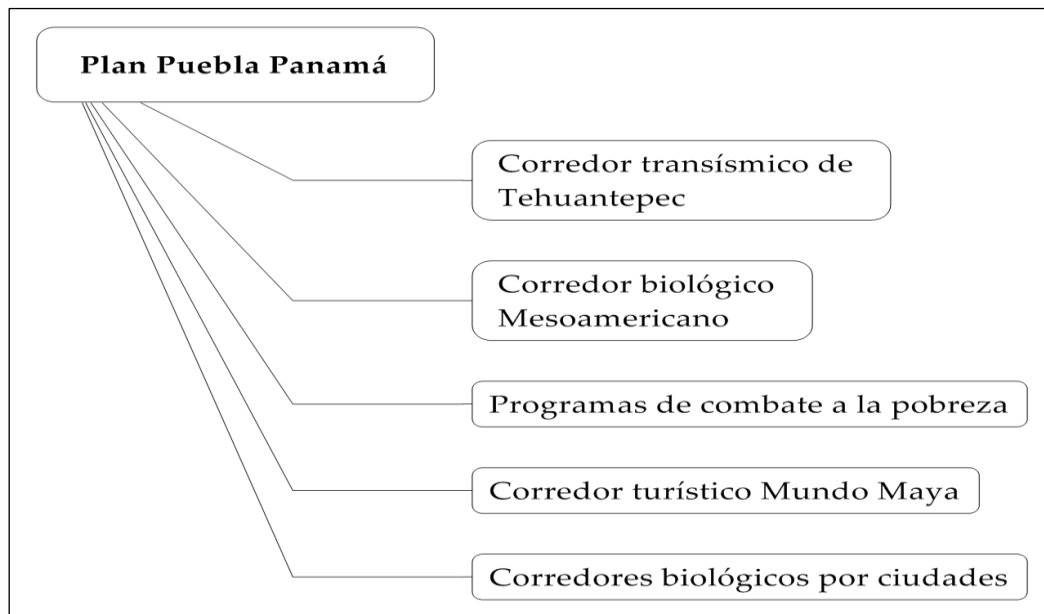 Plan Puebla Panamá
Corredor transísmico de
Tehuantepec
Corredor biológico
Mesoamericano
Programas de combate a la pobreza
Corredor turístico Mundo Maya
Corredores biológicos por ciudades